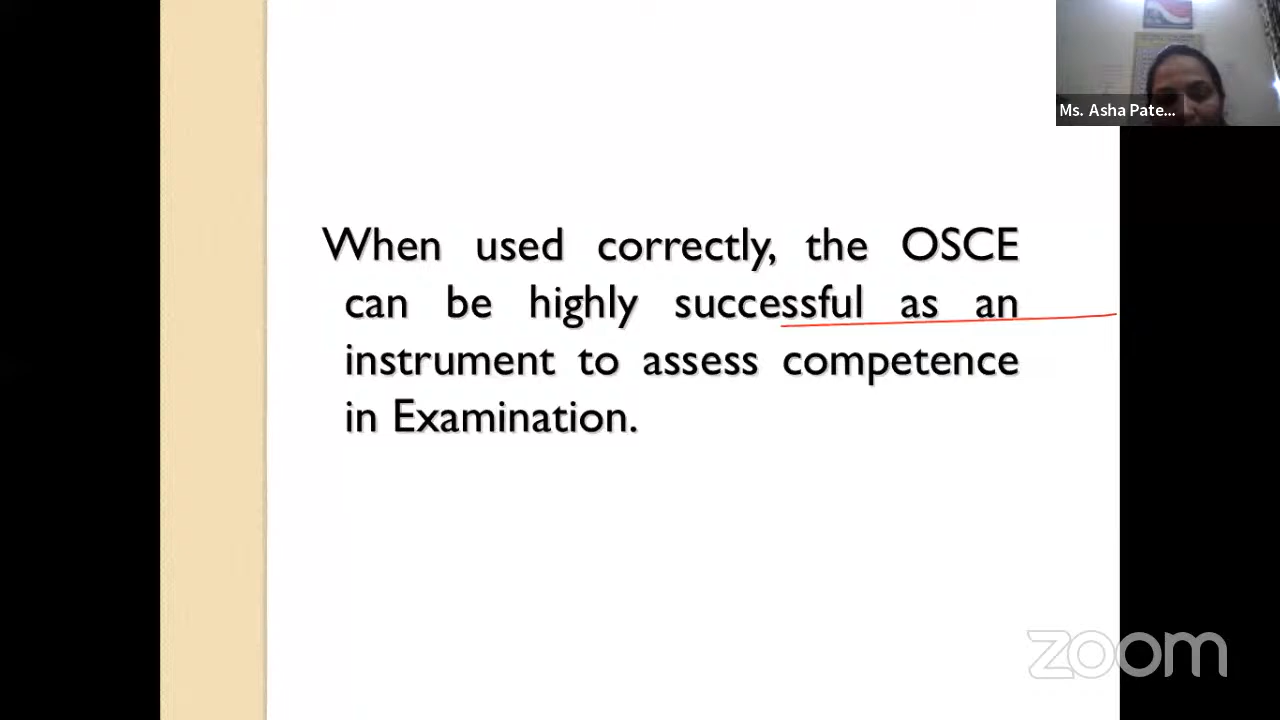 Ms. Asha Pate...
When used correctly, the OSCE
can be highly successful as an
instrument to assess competence
in Examination.
zoom